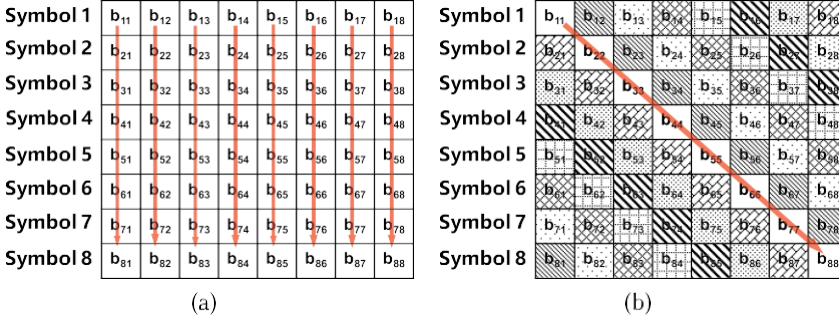 Symbol 1 b11 b12 b13 b14 b15 b16 b17 b18
Symbol 2 b21 b22 b23 b24 b25 b26 b27 b28
Symbol 3 b31 b32 b33 b34 b35 b36 b37 b38
Symbol 4 b41 b42 b43 b44 b45 b46 b47 b48
Symbol 5 b51 b52 b53 b54 b55 b56 b57 b58
Symbol 6 b61 b62 b63 b64 b65 b66 b67 b68
Symbol 7 b71 b72 b73 b74 b75 b76 b77 b78
Symbol 8 b81 b82 b83 b84 b85 b86 b87 b88
(a)
Symbol 1 b11 b12 b13 b14 b15 b16 b17 b18
Symbol 2 b21 b22 b23 b24 b25 b26 b27 b28
Symbol 3 b31 b32 b33 b34 b35 b36 b37 b38
Symbol 4 b41 b42 b43 b44 b45 b46 b47 b48
Symbol 5 b51 b52 b53 b54 b55 b56 b57 b58
Symbol 6 b61 b62 b63 b64 b65 b66 b67 b68
Symbol 7 b71 b72 b73 b74 b75 b76 b77 b78
Symbol 8 b81 b82 b83 b84 b85 b86 b87 b88
(b)